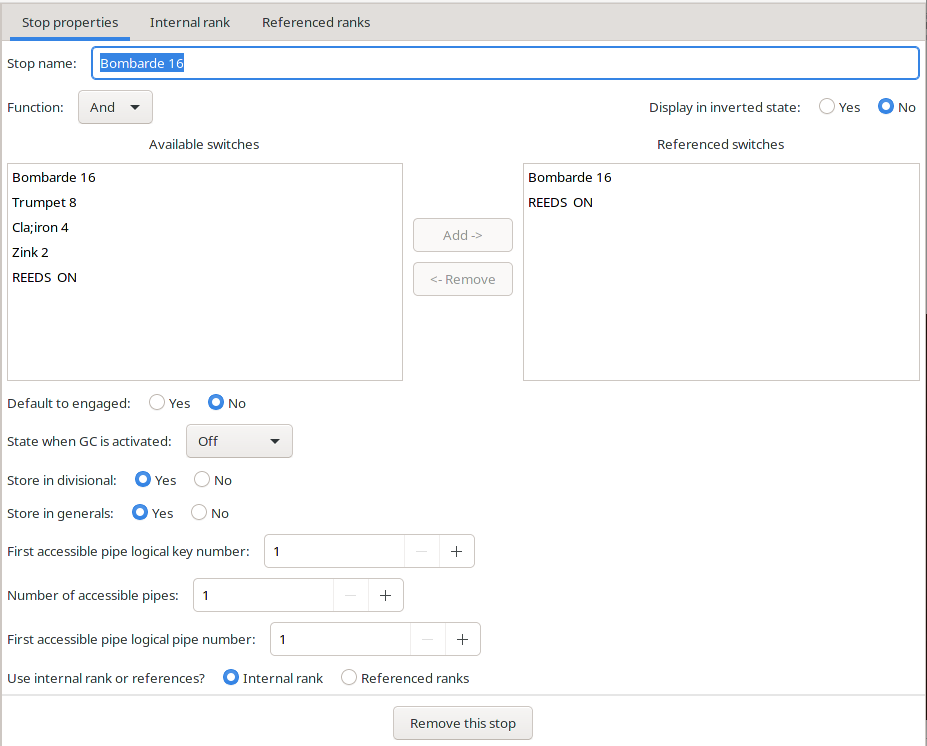 Stop properties Internal rank Referenced ranks
Stop name: Bombarde 16
Function: And Display in inverted state: Yes No
Available switches Referenced switches
Bombarde 16 Bombarde 16
Trumpet 8 REEDS ON
Cla;iron 4
Zink 2
REEDS ON
Add ->
<- Remove
Default to engaged: Yes No
State when GC is activated: Off
Store in divisional: Yes No
Store in generals: Yes No
First accessible pipe logical key number: 1 − +
Number of accessible pipes: 1 − +
First accessible pipe logical pipe number: 1 − +
Use internal rank or references? Internal rank Referenced ranks
Remove this stop